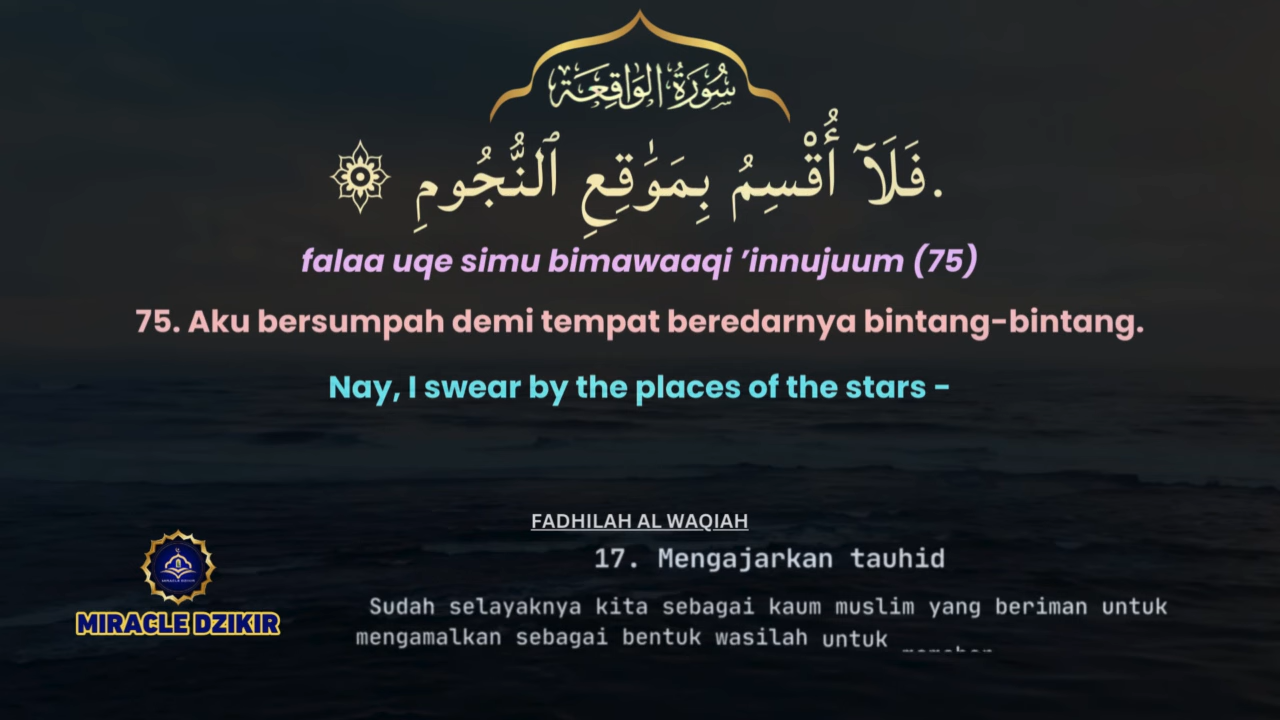 سُورَةُ الوَاقِعَة
فَلَآ أُقْسِمُ بِمَوَٰقِعِ ٱلنُّجُومِ.
falaa uqe simu bimawaaqi ’innujuum (75)
75. Aku bersumpah demi tempat beredarnya bintang-bintang.
Nay, I swear by the places of the stars -
FADHILAH AL WAQIAH
17. Mengajarkan tauhid
Sudah selayaknya kita sebagai kaum muslim yang beriman untuk
mengamalkan sebagai bentuk wasilah untuk
MIRACLE DZIKIR
MIRACLE DZIKIR